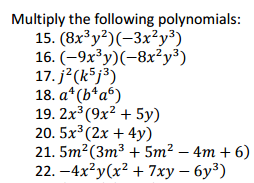 Multiply the following polynomials:
15. (8x³y²)(−3x²y³)
16. (−9x³y)(−8x²y³)
17. j²(k⁵j³)
18. a⁴(b⁴a⁶)
19. 2x³(9x² + 5y)
20. 5x³(2x + 4y)
21. 5m²(3m³ + 5m² − 4m + 6)
22. −4x²y(x² + 7xy − 6y³)